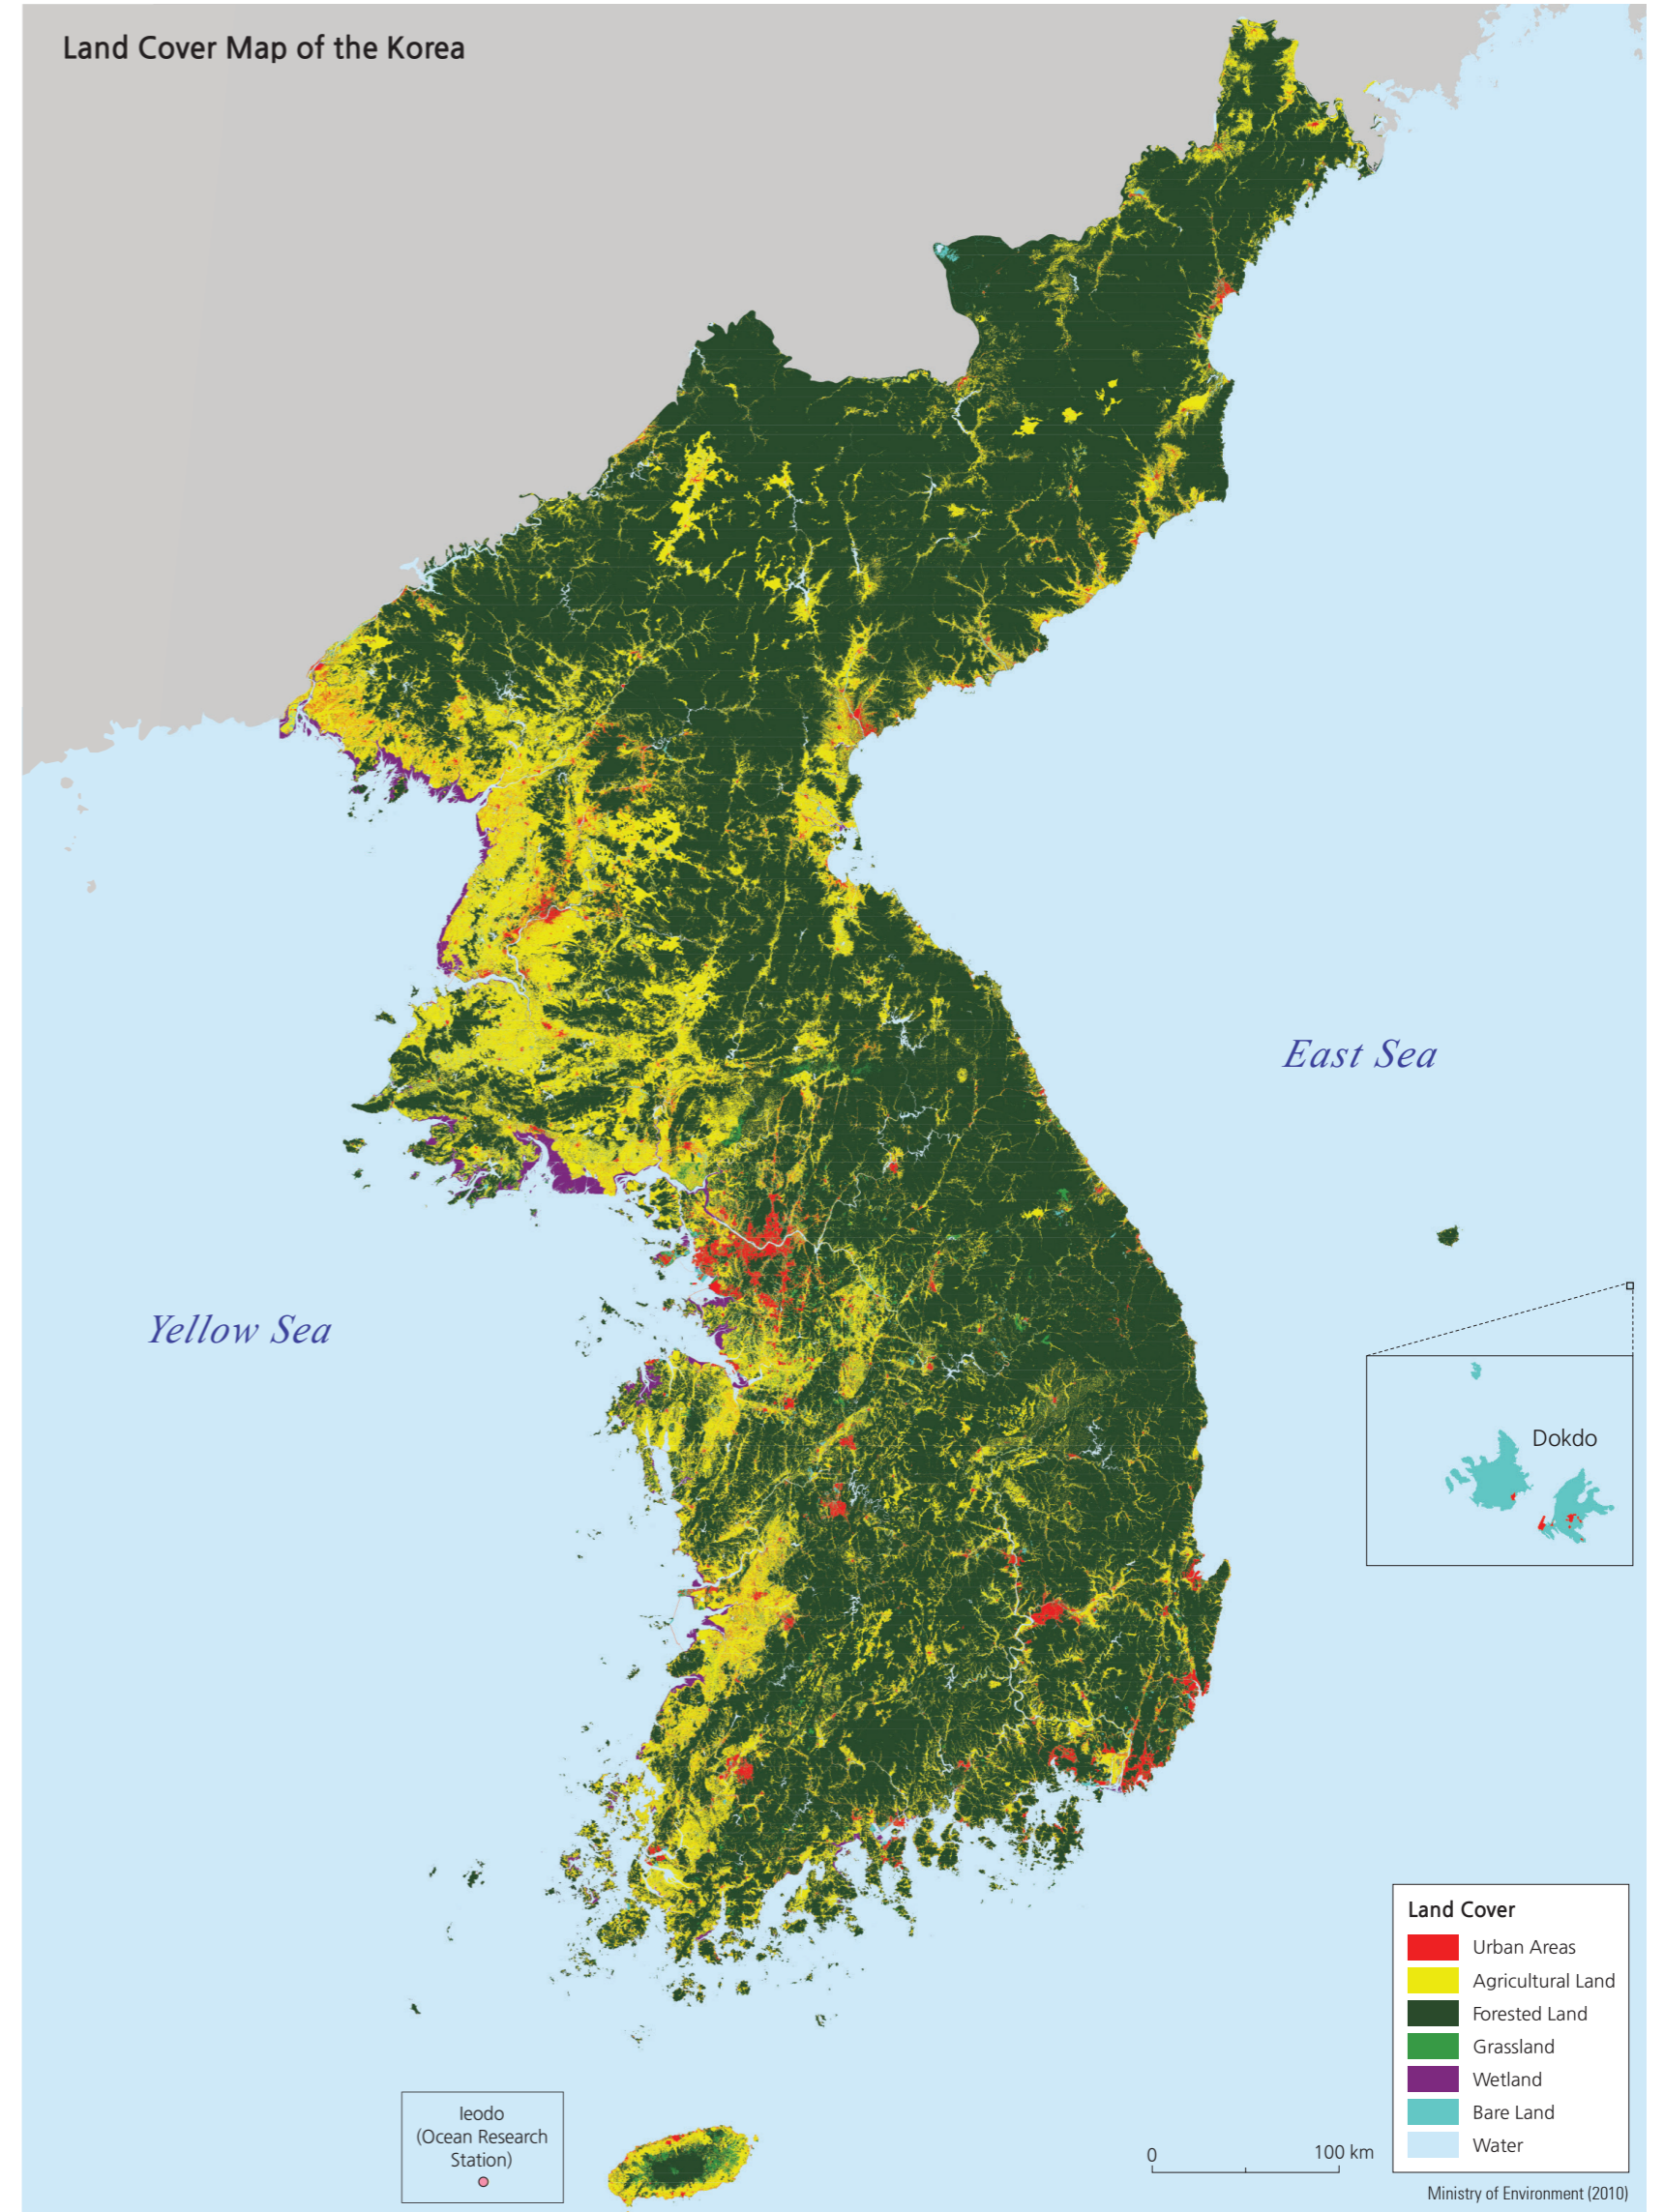 Land Cover Map of the Korea
East Sea
Yellow Sea
Dokdo
Land Cover
Urban Areas
Agricultural Land
Forested Land
Grassland
Wetland
Bare Land
Water
Ieodo
(Ocean Research
Station)
0 100 km
Ministry of Environment (2010)